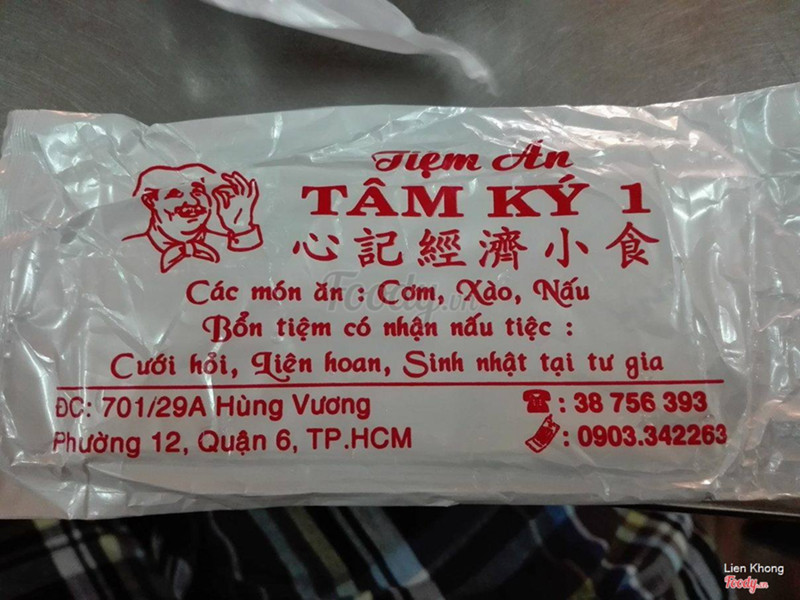 Tiệm Ăn
TÂM KÝ 1
心記經濟小食
Các món ăn : Cơm, Xào, Nấu
Foody.vn
Bổn tiệm có nhận nấu tiệc :
Cưới hỏi, Liên hoan, Sinh nhật tại tư gia
ĐC: 701/29A Hùng Vương
Phường 12, Quận 6, TP.HCM
☎ : 38 756 393
: 0903.342263
Lien Khong
Foody.vn